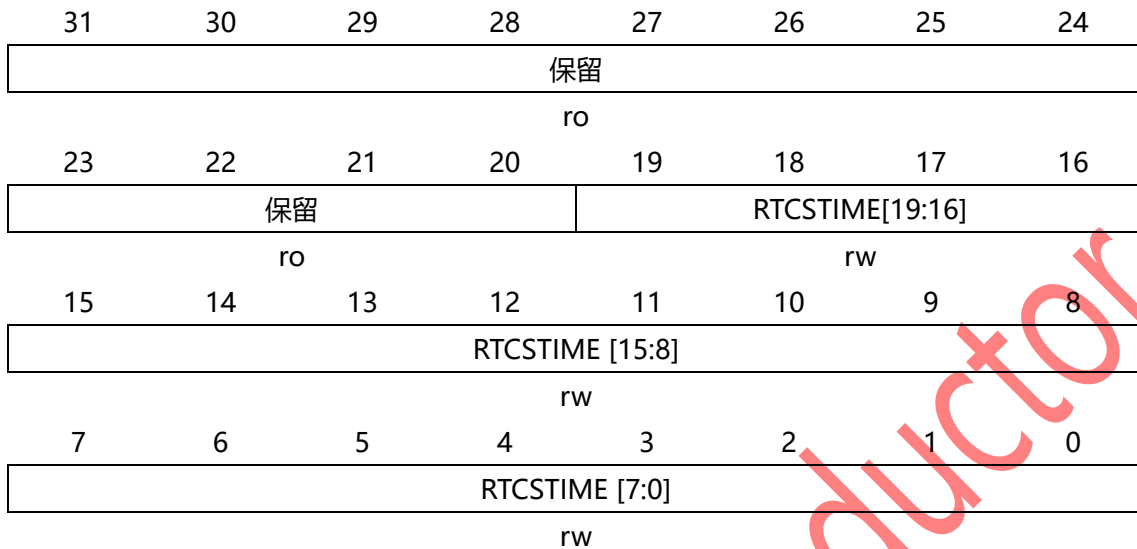 31 30 29 28 27 26 25 24
保留
ro
23 22 21 20 19 18 17 16
保留 RTCSTIME[19:16]
ro rw
15 14 13 12 11 10 9 8
RTCSTIME [15:8]
rw
7 6 5 4 3 2 1 0
RTCSTIME [7:0]
rw
ductor